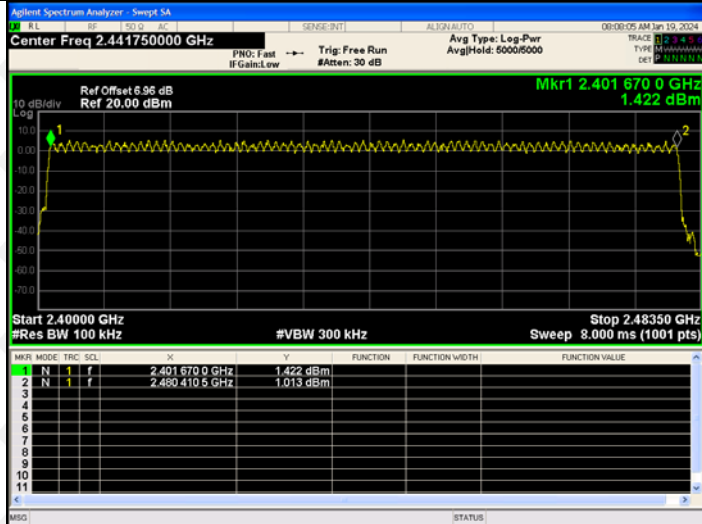 Agilent Spectrum Analyzer - Swept SA
RL RF 50 Ω AC SENSE:INT ALIGN AUTO 08:08:05 AM Jan 19, 2024
Center Freq 2.441750000 GHz Avg Type: Log-Pwr TRACE 1 2 3 4 5 6
PNO: Fast Trig: Free Run Avg|Hold: 5000/5000 TYPE M
IFGain:Low #Atten: 30 dB DET P N N N N N
Mkr1 2.401 670 0 GHz
Ref Offset 6.96 dB
10 dB/div Ref 20.00 dBm 1.422 dBm
Log
10.0
1 2
0.00
-10.0
-20.0
-30.0
-40.0
-50.0
-60.0
-70.0
Start 2.40000 GHz Stop 2.48350 GHz
#Res BW 100 kHz #VBW 300 kHz Sweep 8.000 ms (1001 pts)
MKR MODE TRC SCL X Y FUNCTION FUNCTION WIDTH FUNCTION VALUE
1 N 1 f 2.401 670 0 GHz 1.422 dBm
2 N 1 f 2.480 410 5 GHz 1.013 dBm
3
4
5
6
7
8
9
10
11
MSG STATUS